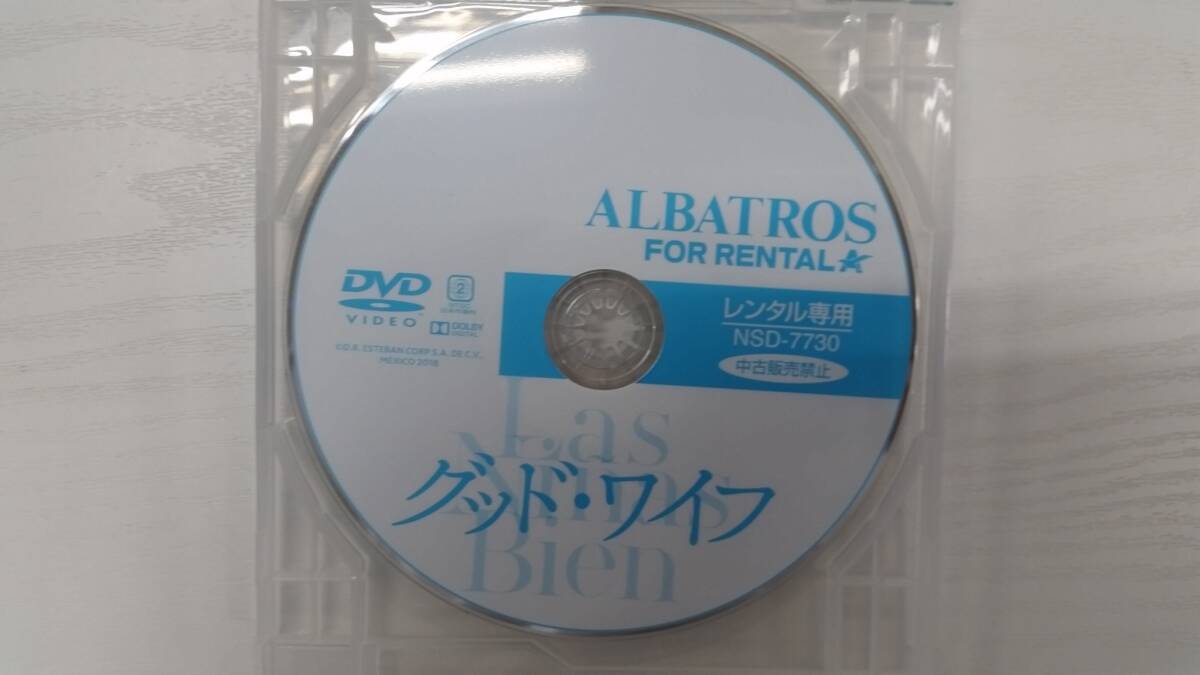 ALBATROS
FOR RENTAL
DVD
VIDEO
2
DOLBY
DIGITAL
©D.R. ESTEBAN CORP S.A. DE C.V.,
MÉXICO 2018
レンタル専用
NSD-7730
中古販売禁止
Las
Niñas
Bien
グッド・ワイフ